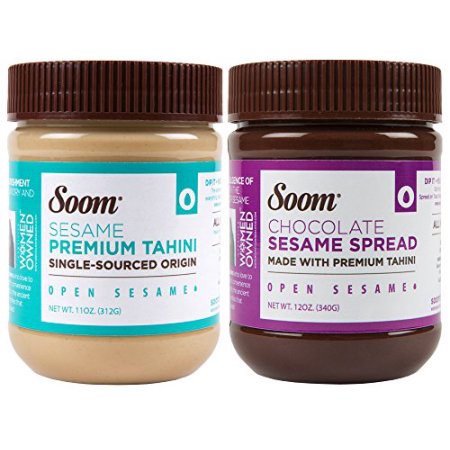 Soom®
SESAME
PREMIUM TAHINI
SINGLE-SOURCED ORIGIN
OPEN SESAME
NET WT. 11OZ. (312G)
WOMEN
OWNED
Soom®
CHOCOLATE
SESAME SPREAD
MADE WITH PREMIUM TAHINI
OPEN SESAME
NET WT. 12OZ. (340G)
WOMEN
OWNED